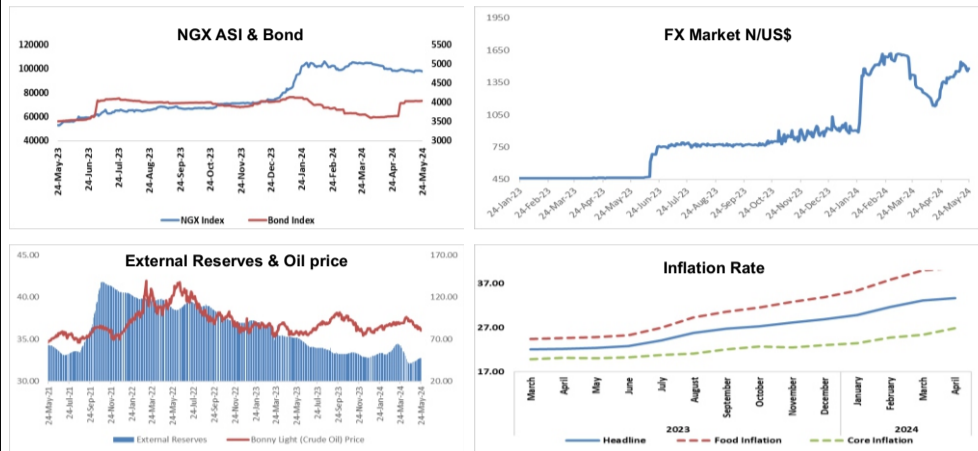 NGX ASI & Bond
120000
100000
80000
60000
40000
5500
5000
4500
4000
3500
3000
24-May-23
24-Jun-23
24-Jul-23
24-Aug-23
24-Sep-23
24-Oct-23
24-Nov-23
24-Dec-23
24-Jan-24
24-Feb-24
24-Mar-24
24-Apr-24
24-May-24
NGX Index
Bond Index
FX Market N/US$
1950
1650
1350
1050
750
450
24-Jan-23
24-Feb-23
24-Mar-23
24-Apr-23
24-May-23
24-Jun-23
24-Jul-23
24-Aug-23
24-Sep-23
24-Oct-23
24-Nov-23
24-Dec-23
24-Jan-24
24-Feb-24
24-Mar-24
24-Apr-24
24-May-24
External Reserves & Oil price
45.00
40.00
35.00
30.00
170.00
120.00
70.00
20.00
24-May-21
24-Jul-21
24-Sep-21
24-Nov-21
24-Jan-22
24-Mar-22
24-May-22
24-Jul-22
24-Sep-22
24-Nov-22
24-Jan-23
24-Mar-23
24-May-23
24-Jul-23
24-Sep-23
24-Nov-23
24-Jan-24
24-Mar-24
24-May-24
External Reserves
Bonny Light (Crude Oil) Price
Inflation Rate
37.00
27.00
17.00
March
April
May
June
July
August
September
October
November
December
January
February
March
April
2023
2024
Headline
Food Inflation
Core Inflation